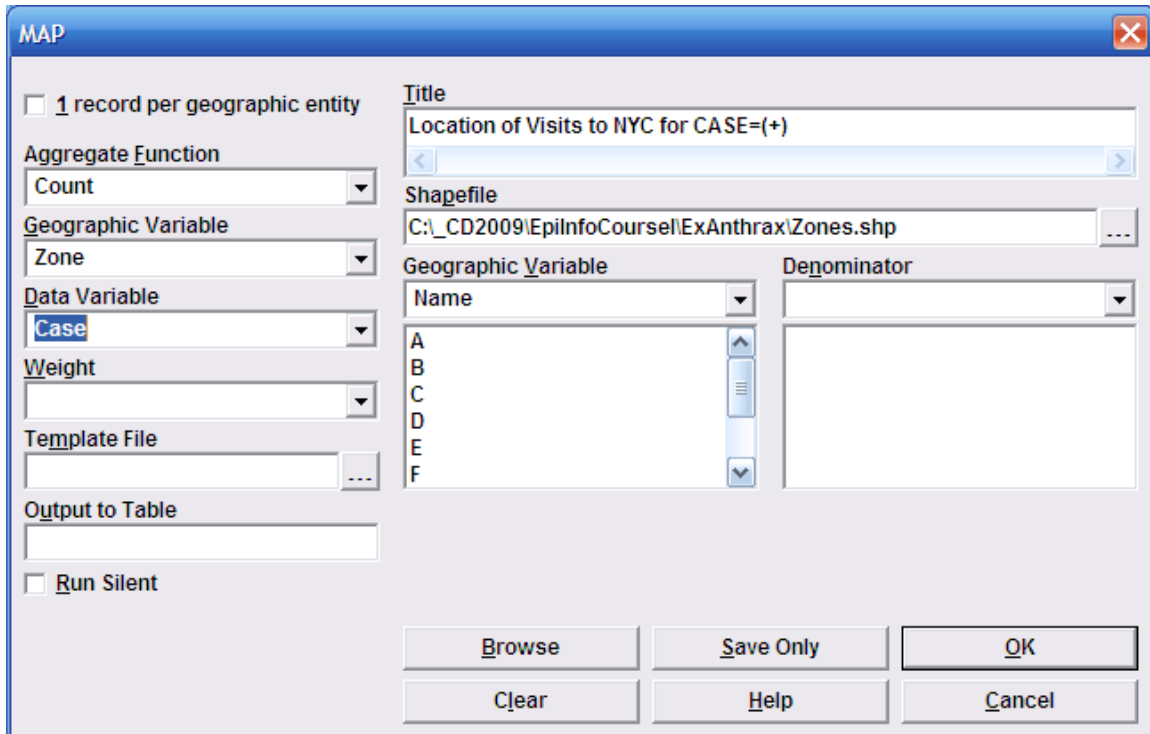 MAP
1 record per geographic entity
Aggregate Function
Count
Geographic Variable
Zone
Data Variable
Case
Weight
Template File
...
Output to Table
Run Silent
Title
Location of Visits to NYC for CASE=(+)
Shapefile
C:\_CD2009\EpiInfoCourseI\ExAnthrax\Zones.shp
...
Geographic Variable
Name
A
B
C
D
E
F
Denominator
Browse
Save Only
OK
Clear
Help
Cancel